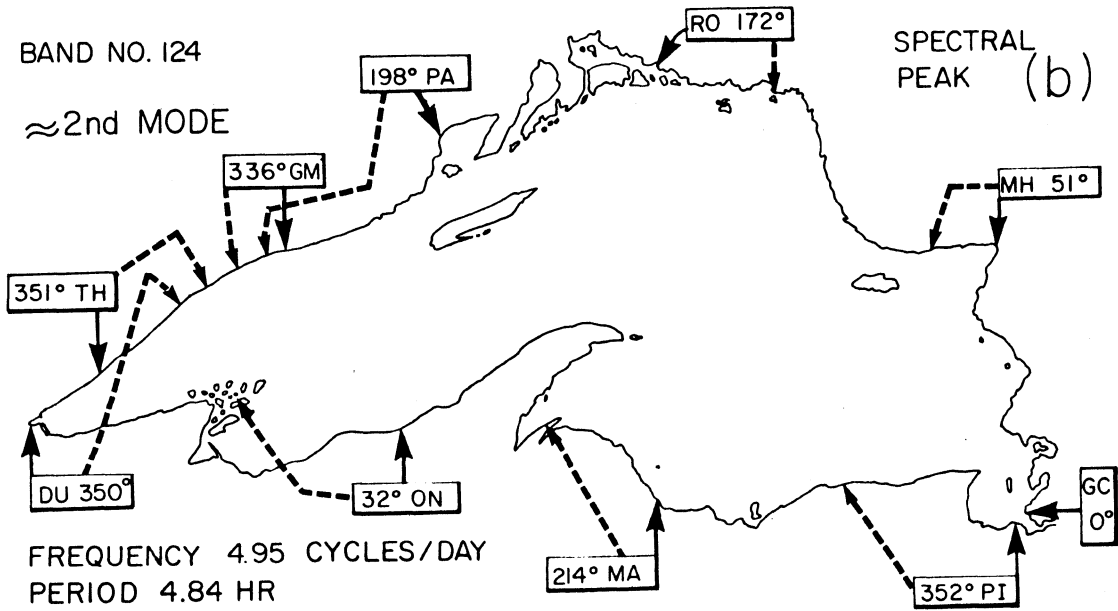 BAND NO. 124
≈2nd MODE
RO 172°
SPECTRAL
PEAK
(b)
198° PA
336° GM
MH 51°
351° TH
DU 350°
32° ON
GC
0°
214° MA
352° PI
FREQUENCY 4.95 CYCLES/DAY
PERIOD 4.84 HR